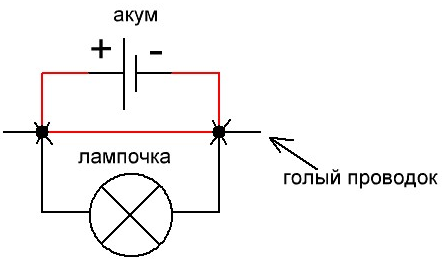 акум
+ -
лампочка
голый проводок